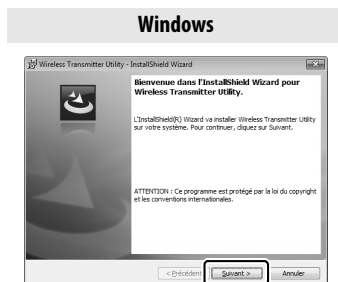 Windows
Wireless Transmitter Utility - InstallShield Wizard
Bienvenue dans l'InstallShield Wizard pour
Wireless Transmitter Utility.
L'InstallShield(R) Wizard va installer Wireless Transmitter Utility
sur votre système. Pour continuer, cliquez sur Suivant.
ATTENTION : Ce programme est protégé par la loi du copyright
et les conventions internationales.
< Précédent
Suivant >
Annuler